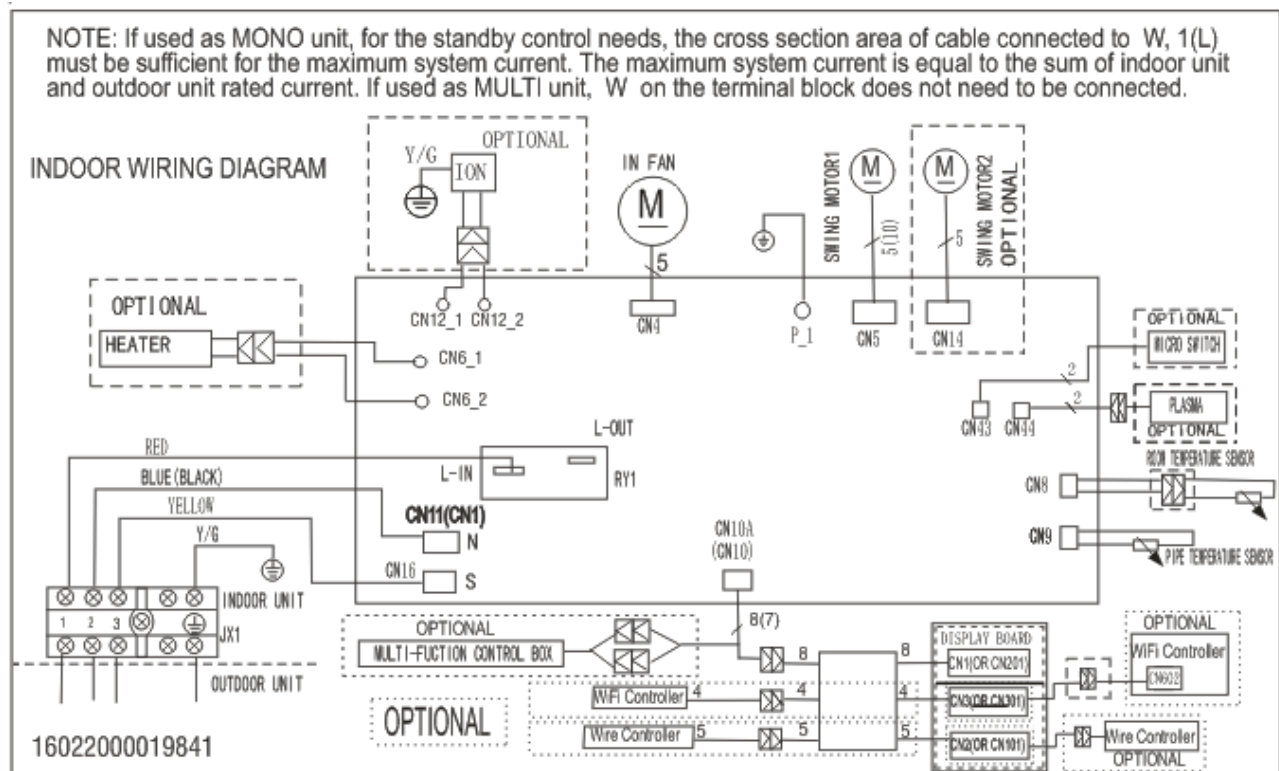 NOTE: If used as MONO unit, for the standby control needs, the cross section area of cable connected to W, 1(L)
must be sufficient for the maximum system current. The maximum system current is equal to the sum of indoor unit
and outdoor unit rated current. If used as MULTI unit, W on the terminal block does not need to be connected.
INDOOR WIRING DIAGRAM
OPTIONAL
Y/G
ION
IN FAN
M
5
SWING MOTOR1
M
5(10)
M
5
SWING MOTOR2
OPTIONAL
OPTIONAL
HEATER
CN12_1
CN12_2
CN4
P_1
CN5
CN14
CN6_1
CN6_2
OPTIONAL
MICRO SWITCH
2
CN43
CN44
2
PLASMA
OPTIONAL
RED
BLUE(BLACK)
YELLOW
Y/G
L-OUT
L-IN
RY1
ROOM TEMPERATURE SENSOR
CN8
CN9
PIPE TEMPERATURE SENSOR
CN11(CN1)
N
CN16
S
CN10A
(CN10)
INDOOR UNIT
1
2
3
JX1
OUTDOOR UNIT
OPTIONAL
MULTI-FUCTION CONTROL BOX
8(7)
8
8
DISPLAY BOARD
CN1(OR CN201)
OPTIONAL
WiFi Controller
CN602
WiFi Controller
4
4
4
CN3(OR CN301)
OPTIONAL
Wire Controller
5
5
5
CN2(OR CN101)
Wire Controller
OPTIONAL
16022000019841